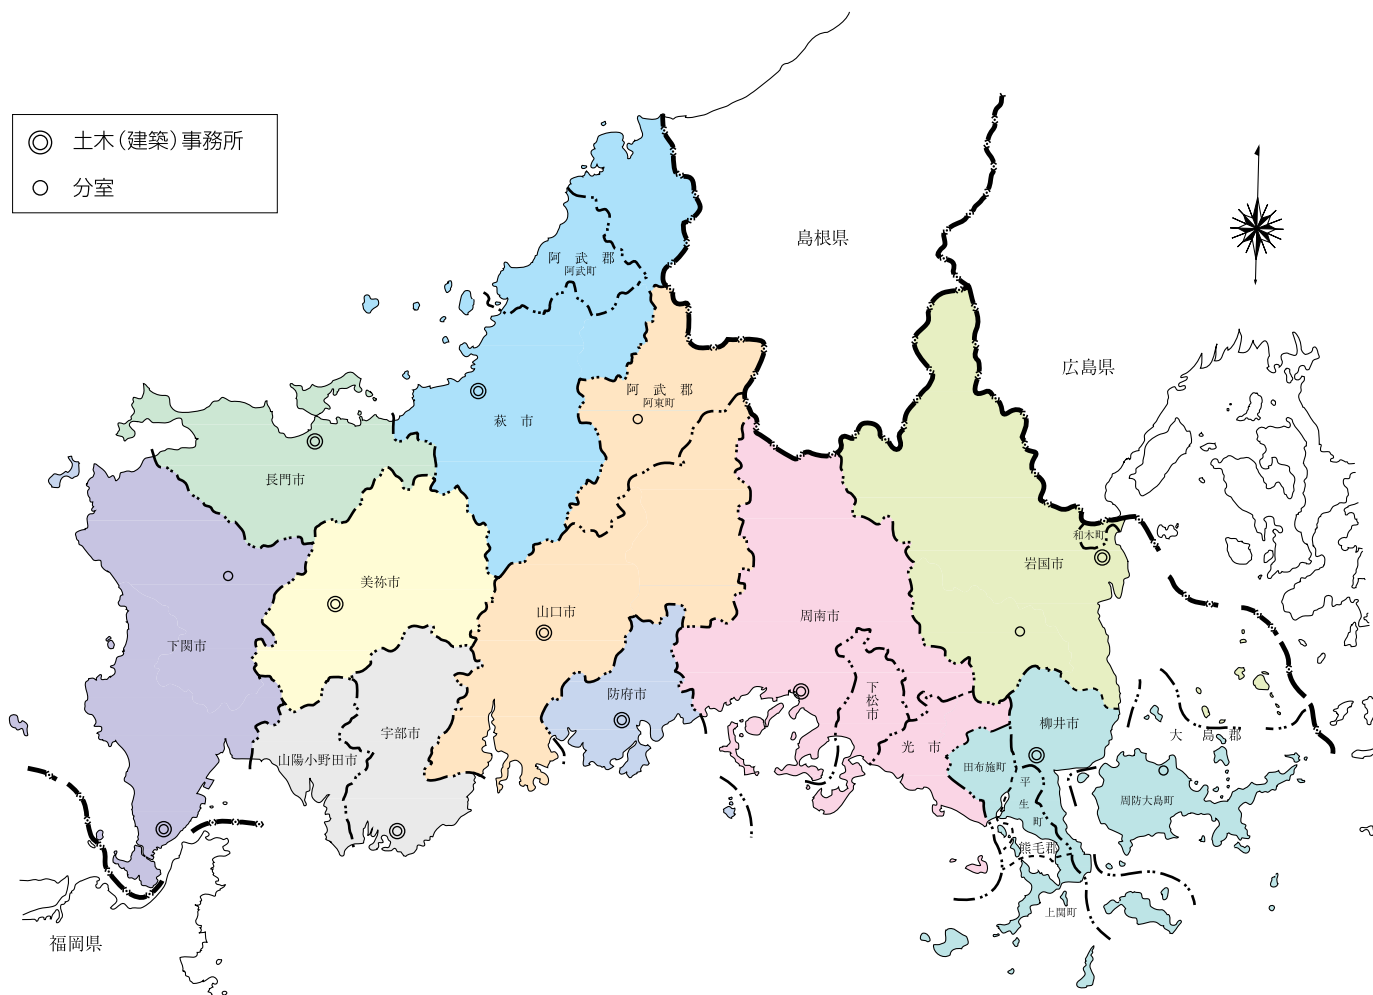 土木（建築）事務所
分室
島根県
広島県
阿武郡
阿武町
阿武郡
阿東町
萩市
長門市
美祢市
下関市
山口市
防府市
宇部市
山陽小野田市
周南市
下松市
光市
岩国市
和木町
柳井市
田布施町
平生町
熊毛郡
上関町
大島郡
周防大島町
福岡県